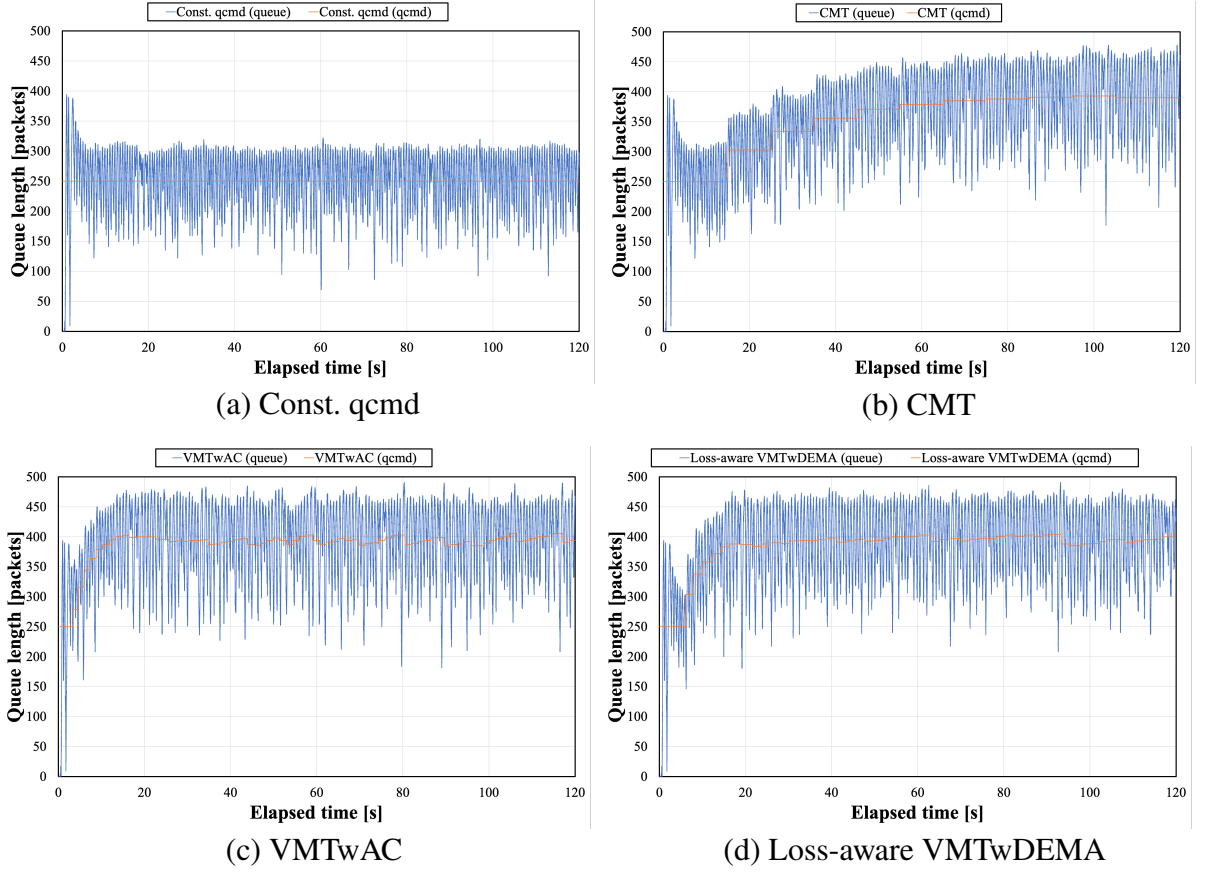 Const. qcmd (queue) Const. qcmd (qcmd)
500
450
400
350
300
250
200
150
100
50
0
Queue length [packets]
0 20 40 60 80 100 120
Elapsed time [s]
(a) Const. qcmd
CMT (queue) CMT (qcmd)
500
450
400
350
300
250
200
150
100
50
0
Queue length [packets]
0 20 40 60 80 100 120
Elapsed time [s]
(b) CMT
VMTwAC (queue) VMTwAC (qcmd)
500
450
400
350
300
250
200
150
100
50
0
Queue length [packets]
0 20 40 60 80 100 120
Elapsed time [s]
(c) VMTwAC
Loss-aware VMTwDEMA (queue) Loss-aware VMTwDEMA (qcmd)
500
450
400
350
300
250
200
150
100
50
0
Queue length [packets]
0 20 40 60 80 100 120
Elapsed time [s]
(d) Loss-aware VMTwDEMA